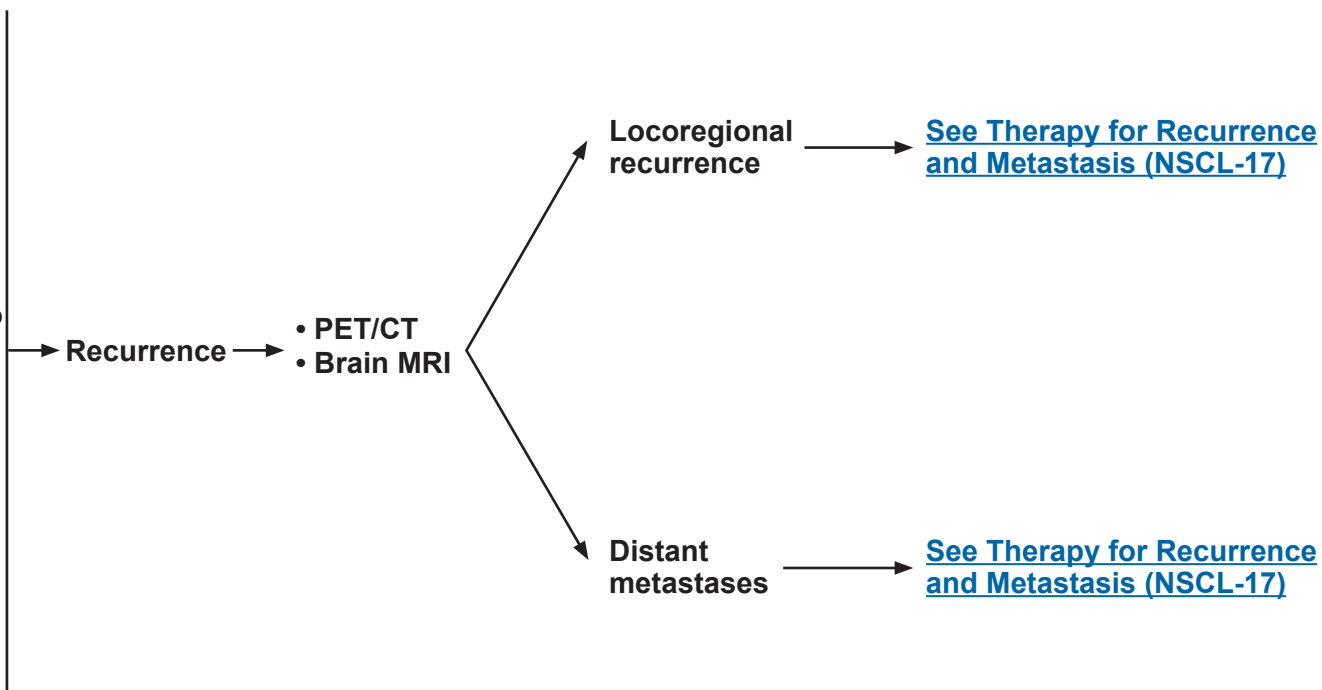 Recurrence
• PET/CT
• Brain MRI
Locoregional
recurrence
See Therapy for Recurrence
and Metastasis (NSCL-17)
Distant
metastases
See Therapy for Recurrence
and Metastasis (NSCL-17)